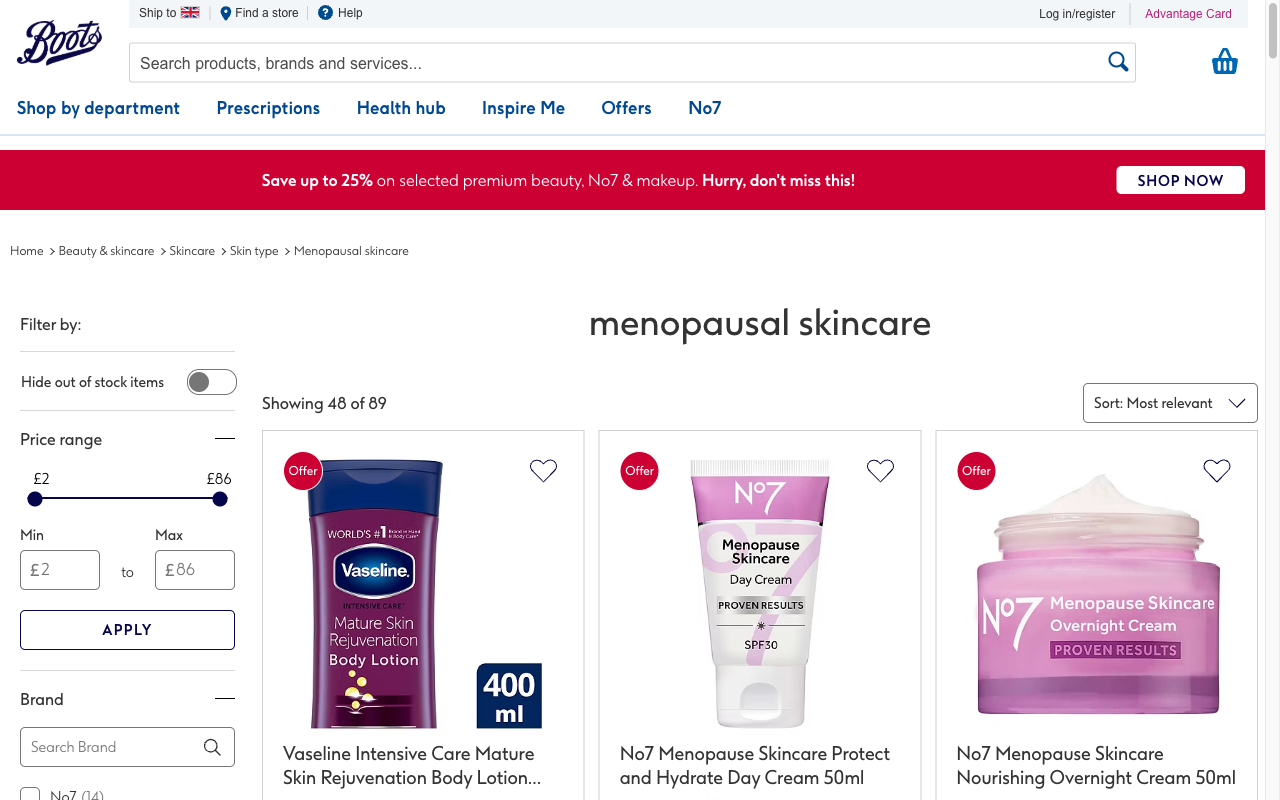 Boots
Ship to
Find a store
Help
Log in/register
Advantage Card
Search products, brands and services...
Shop by department
Prescriptions
Health hub
Inspire Me
Offers
No7
Save up to 25% on selected premium beauty, No7 & makeup. Hurry, don't miss this!
SHOP NOW
Home > Beauty & skincare > Skincare > Skin type > Menopausal skincare
Filter by:
menopausal skincare
Hide out of stock items
Showing 48 of 89
Sort: Most relevant
Price range
£2
£86
Min
Max
£2
to
£86
APPLY
Brand
Search Brand
No7 (14)
Offer
WORLD'S #1 Brand in Hand
& Body Care*
Vaseline.
INTENSIVE CARE™
Mature Skin
Rejuvenation
Body Lotion
400
ml
Vaseline Intensive Care Mature
Skin Rejuvenation Body Lotion...
Offer
No7
Menopause
Skincare
Day Cream
PROVEN RESULTS
SPF30
No7 Menopause Skincare Protect
and Hydrate Day Cream 50ml
Offer
No7
Menopause Skincare
Overnight Cream
PROVEN RESULTS
No7 Menopause Skincare
Nourishing Overnight Cream 50ml